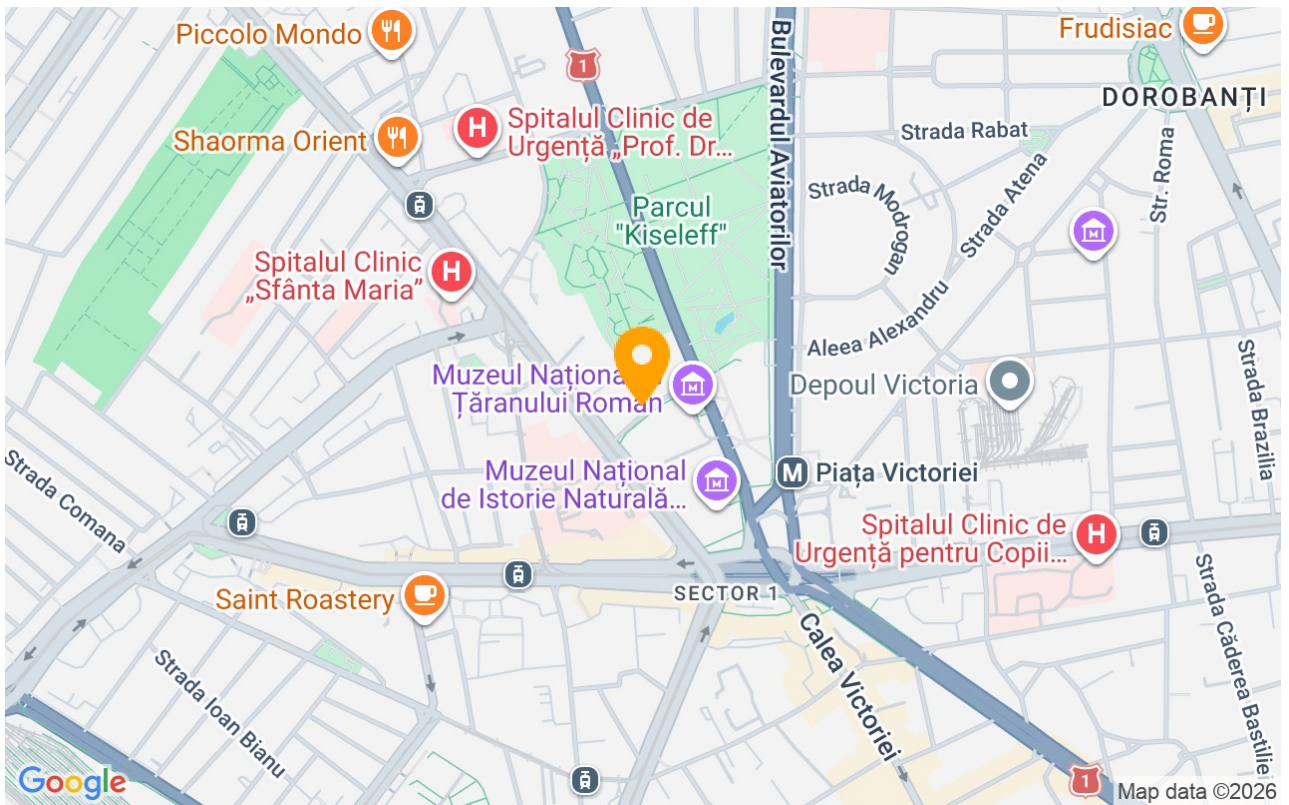 Piccolo Mondo
1
Frudisiac
Bulevardul Aviatorilor
DOROBANȚI
Shaorma Orient
H
Spitalul Clinic de
Urgență „Prof. Dr...
Strada Rabat
Strada Atena
Str. Roma
Strada Modrogan
Parcul
"Kiseleff"
Spitalul Clinic
„Sfânta Maria”
H
Aleea Alexandru
Muzeul Național
Țăranului Român
Depoul Victoria
Strada Brazilia
Muzeul Național
de Istorie Naturală...
M
Piața Victoriei
Strada Comana
Spitalul Clinic de
Urgență pentru Copii...
H
Saint Roastery
SECTOR 1
Calea Victoriei
Strada Căderea Bastiliei
Strada Ioan Bianu
1
Google
Map data ©2026